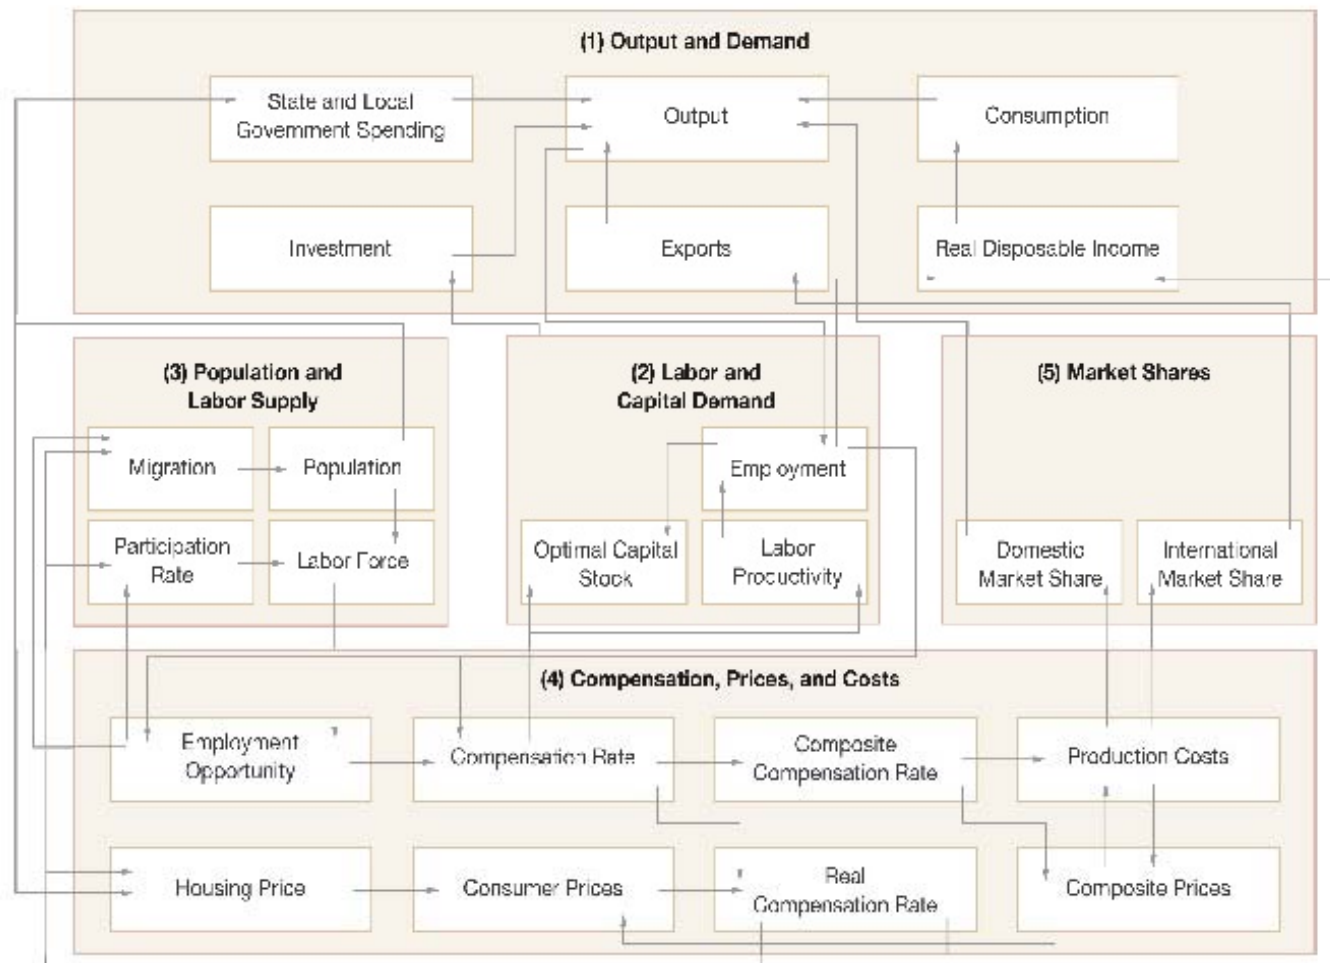 (1) Output and Demand
State and Local
Government Spending
Output
Consumption
Investment
Exports
Real Disposable Income
(3) Population and
Labor Supply
Migration
Population
Participation
Rate
Labor Force
(2) Labor and
Capital Demand
Employment
Optimal Capital
Stock
Labor
Productivity
(5) Market Shares
Domestic
Market Share
International
Market Share
(4) Compensation, Prices, and Costs
Employment
Opportunity
Compensation Rate
Composite
Compensation Rate
Production Costs
Housing Price
Consumer Prices
Real
Compensation Rate
Composite Prices